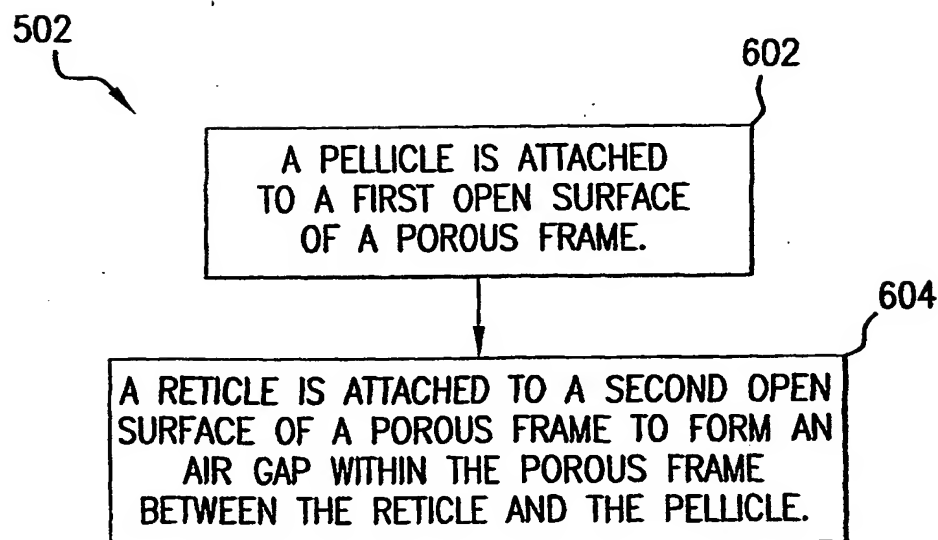 502
602
A PELLICLE IS ATTACHED
TO A FIRST OPEN SURFACE
OF A POROUS FRAME.
604
A RETICLE IS ATTACHED TO A SECOND OPEN
SURFACE OF A POROUS FRAME TO FORM AN
AIR GAP WITHIN THE POROUS FRAME
BETWEEN THE RETICLE AND THE PELLICLE.